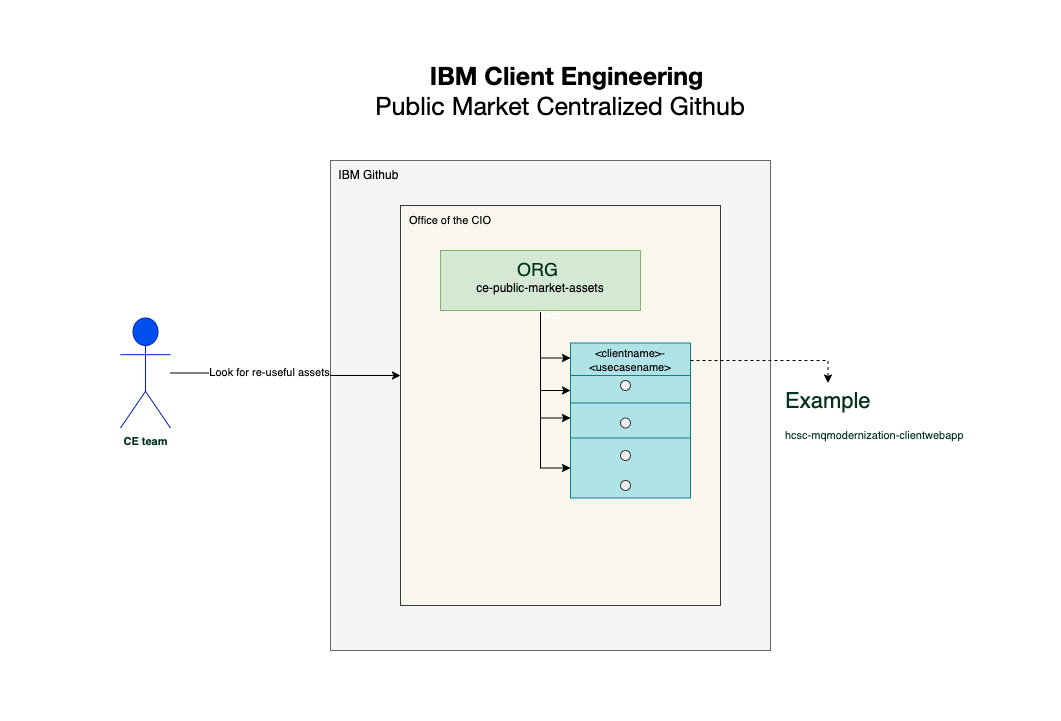 IBM Client Engineering
Public Market Centralized Github
IBM Github
Office of the CIO
ORG
ce-public-market-assets
<clientname>-
<usecasename>
Look for re-useful assets
CE team
Example
hcsc-mqmodernization-clientwebapp